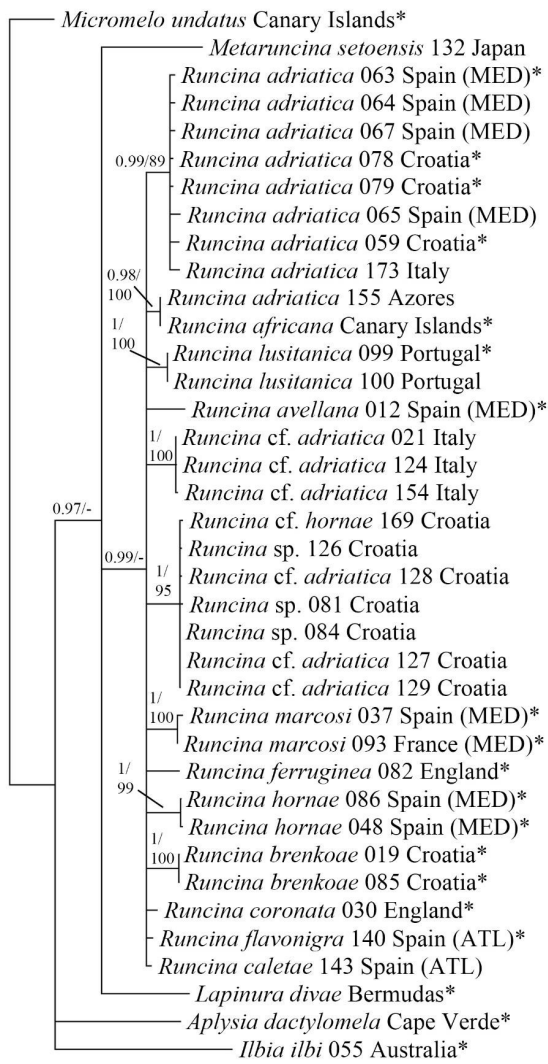 Micromelo undatus Canary Islands*
Metaruncina setoensis 132 Japan
Runcina adriatica 063 Spain (MED)*
Runcina adriatica 064 Spain (MED)
Runcina adriatica 067 Spain (MED)
0.99/89
Runcina adriatica 078 Croatia*
Runcina adriatica 079 Croatia*
Runcina adriatica 065 Spain (MED)
Runcina adriatica 059 Croatia*
Runcina adriatica 173 Italy
0.98/
100
Runcina adriatica 155 Azores
Runcina africana Canary Islands*
1/
100
Runcina lusitanica 099 Portugal*
Runcina lusitanica 100 Portugal
Runcina avellana 012 Spain (MED)*
1/
100
Runcina cf. adriatica 021 Italy
Runcina cf. adriatica 124 Italy
Runcina cf. adriatica 154 Italy
0.97/-
Runcina cf. hornae 169 Croatia
Runcina sp. 126 Croatia
0.99/-
1/
95
Runcina cf. adriatica 128 Croatia
Runcina sp. 081 Croatia
Runcina sp. 084 Croatia
Runcina cf. adriatica 127 Croatia
Runcina cf. adriatica 129 Croatia
1/
100
Runcina marcosi 037 Spain (MED)*
Runcina marcosi 093 France (MED)*
1/
99
Runcina ferruginea 082 England*
Runcina hornae 086 Spain (MED)*
Runcina hornae 048 Spain (MED)*
1/
100
Runcina brenkoae 019 Croatia*
Runcina brenkoae 085 Croatia*
Runcina coronata 030 England*
Runcina flavonigra 140 Spain (ATL)*
Runcina caletae 143 Spain (ATL)
Lapinura divae Bermudas*
Aplysia dactylomela Cape Verde*
Ilbia ilbi 055 Australia*